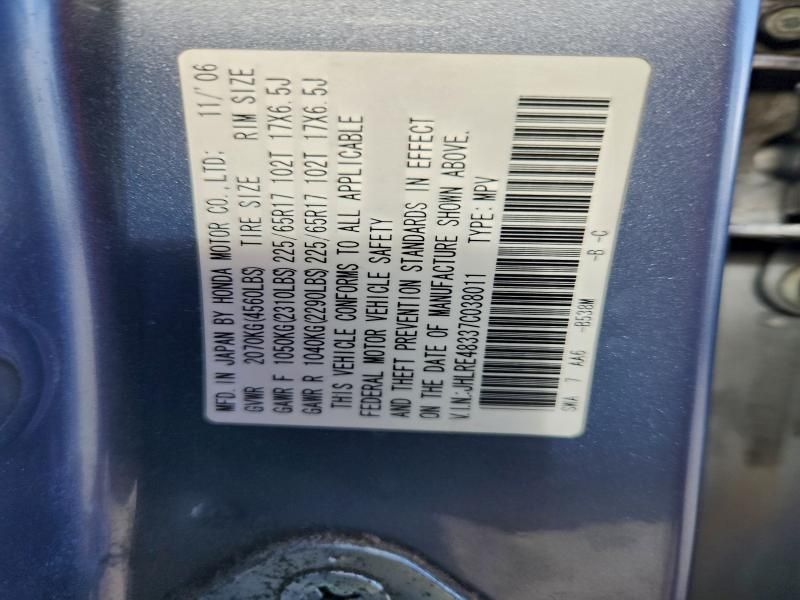 MFD. IN JAPAN BY HONDA MOTOR CO.,LTD; 11/'06
GVWR 2070KG(4560LBS) TIRE SIZE RIM SIZE
GAWR F 1050KG(2310LBS) 225/65R17 102T 17X6.5J
GAWR R 1040KG(2290LBS) 225/65R17 102T 17X6.5J
THIS VEHICLE CONFORMS TO ALL APPLICABLE
FEDERAL MOTOR VEHICLE SAFETY
AND THEFT PREVENTION STANDARDS IN EFFECT
ON THE DATE OF MANUFACTURE SHOWN ABOVE.
V.I.N.:JHLRE48337C038011 TYPE: MPV
SWA 7 AA6 -B538M -B -C